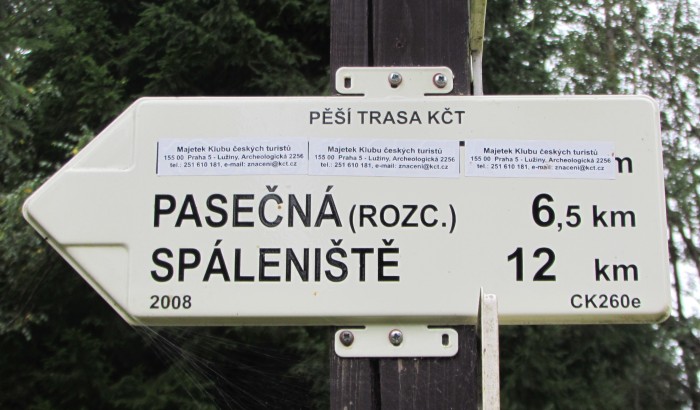 PĚŠÍ TRASA KČT
Majetek Klubu českých turistů Majetek Klubu českých turistů Majetek Klubu českých turistů
155 00 Praha 5 - Lužiny, Archeologická 2256 155 00 Praha 5 - Lužiny, Archeologická 2256 155 00 Praha 5 - Lužiny, Archeologická 2256
tel.: 251 610 181, e-mail: znaceni@kct.cz tel.: 251 610 181, e-mail: znaceni@kct.cz tel.: 251 610 181, e-mail: znaceni@kct.cz
PASEČNÁ (ROZC.) 6,5 km
SPÁLENIŠTĚ 12 km
2008 CK260e